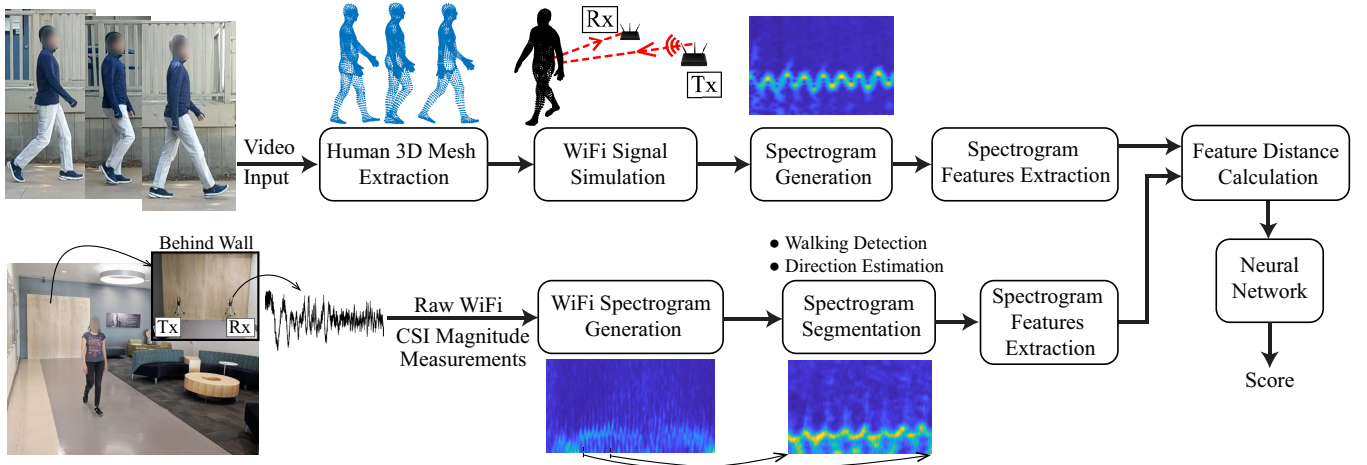 Rx
Tx
Video
Input
Human 3D Mesh
Extraction
WiFi Signal
Simulation
Spectrogram
Generation
Spectrogram
Features Extraction
Feature Distance
Calculation
Behind Wall
Tx
Rx
Raw WiFi
CSI Magnitude
Measurements
WiFi Spectrogram
Generation
● Walking Detection
● Direction Estimation
Spectrogram
Segmentation
Spectrogram
Features
Extraction
Neural
Network
Score